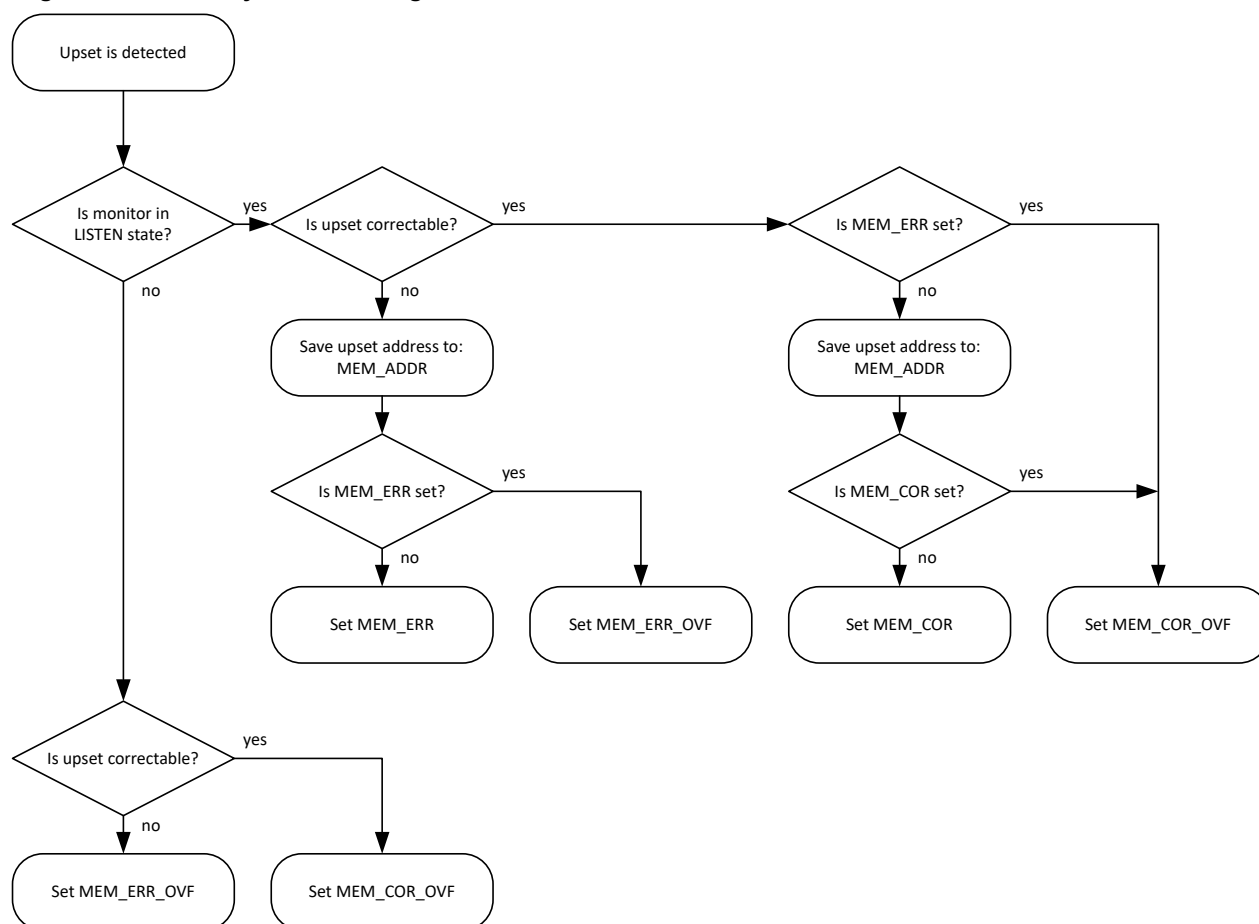 Upset is detected
Is monitor in
LISTEN state?
yes
no
Is upset correctable?
yes
no
Is MEM_ERR set?
yes
no
Save upset address to:
MEM_ADDR
Save upset address to:
MEM_ADDR
Is MEM_ERR set?
yes
no
Is MEM_COR set?
yes
no
Set MEM_ERR
Set MEM_ERR_OVF
Set MEM_COR
Set MEM_COR_OVF
Is upset correctable?
yes
no
Set MEM_ERR_OVF
Set MEM_COR_OVF